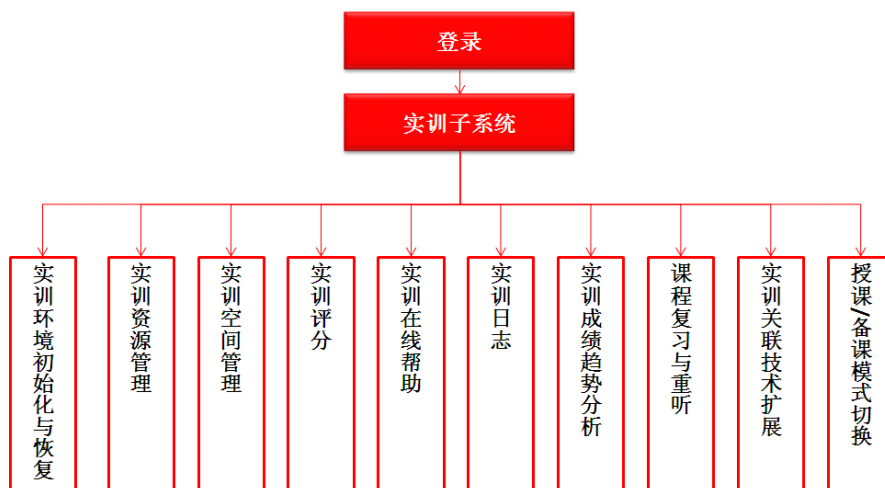 登录
实训子系统
实训环境初始化与恢复
实训资源管理
实训空间管理
实训评分
实训在线帮助
实训日志
实训成绩趋势分析
课程复习与重听
实训关联技术扩展
授课/备课模式切换